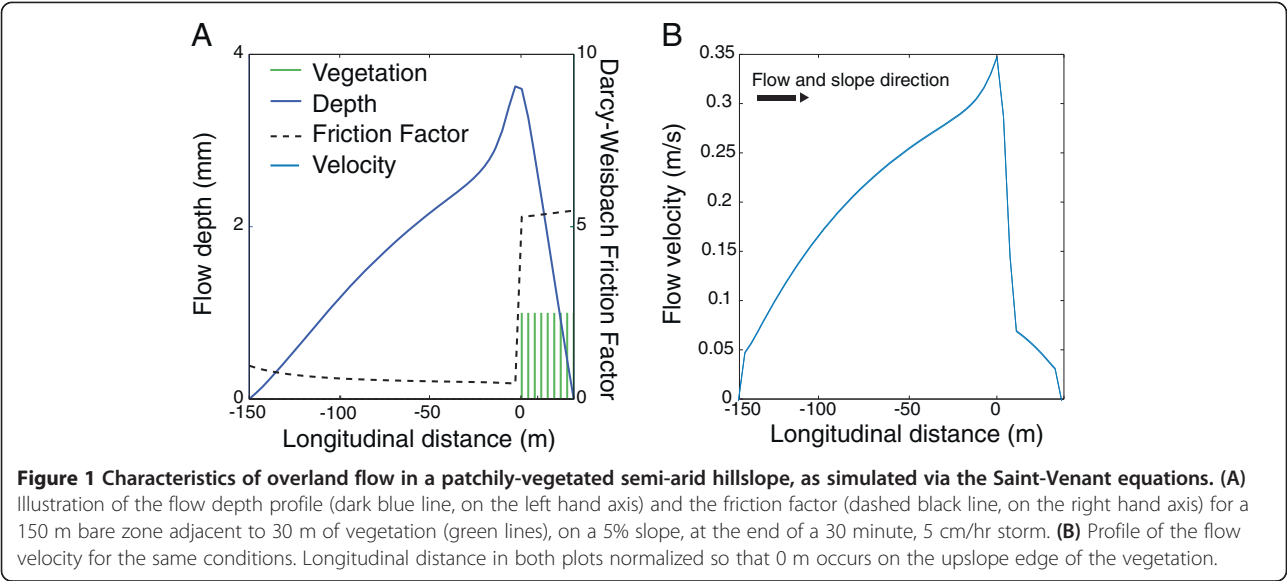 A
4
2
0
Flow depth (mm)
Vegetation
Depth
Friction Factor
Velocity
10
5
0
Darcy-Weisbach Friction Factor
-150
-100
-50
0
Longitudinal distance (m)
B
0.35
0.3
0.25
0.2
0.15
0.1
0.05
0
Flow velocity (m/s)
Flow and slope direction
-150
-100
-50
0
Longitudinal distance (m)
Figure 1 Characteristics of overland flow in a patchily-vegetated semi-arid hillslope, as simulated via the Saint-Venant equations. (A)
Illustration of the flow depth profile (dark blue line, on the left hand axis) and the friction factor (dashed black line, on the right hand axis) for a
150 m bare zone adjacent to 30 m of vegetation (green lines), on a 5% slope, at the end of a 30 minute, 5 cm/hr storm. (B) Profile of the flow
velocity for the same conditions. Longitudinal distance in both plots normalized so that 0 m occurs on the upslope edge of the vegetation.